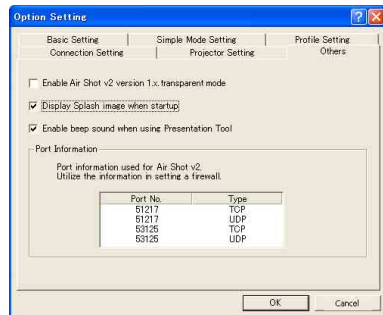 Option Setting
Basic Setting Simple Mode Setting Profile Setting
Connection Setting Projector Setting Others
Enable Air Shot v2 version 1.x. transparent mode
Display Splash image when startup
Enable beep sound when using Presentation Tool
Port Information
Port information used for Air Shot v2.
Utilize the information in setting a firewall.
Port No. Type
51217 TCP
51217 UDP
53125 TCP
53125 UDP
OK Cancel